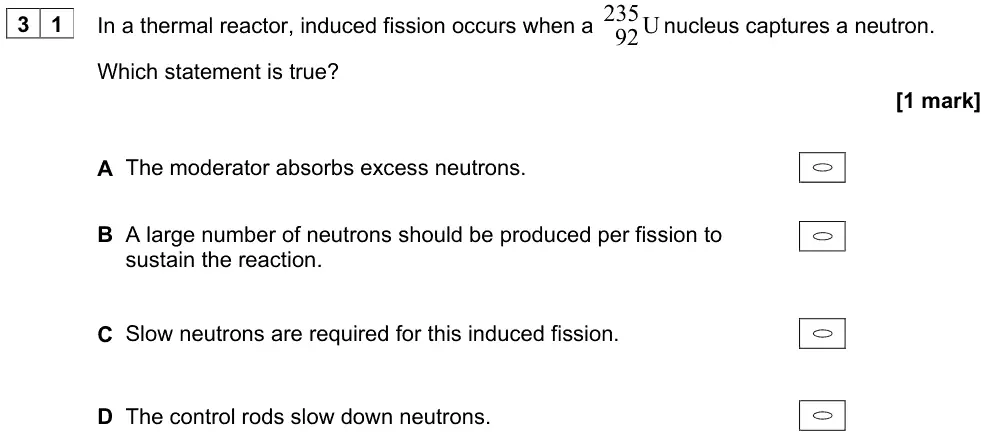 3 1 In a thermal reactor, induced fission occurs when a ²³⁵₉₂U nucleus captures a neutron.
Which statement is true?
[1 mark]
A The moderator absorbs excess neutrons.
B A large number of neutrons should be produced per fission to
sustain the reaction.
C Slow neutrons are required for this induced fission.
D The control rods slow down neutrons.